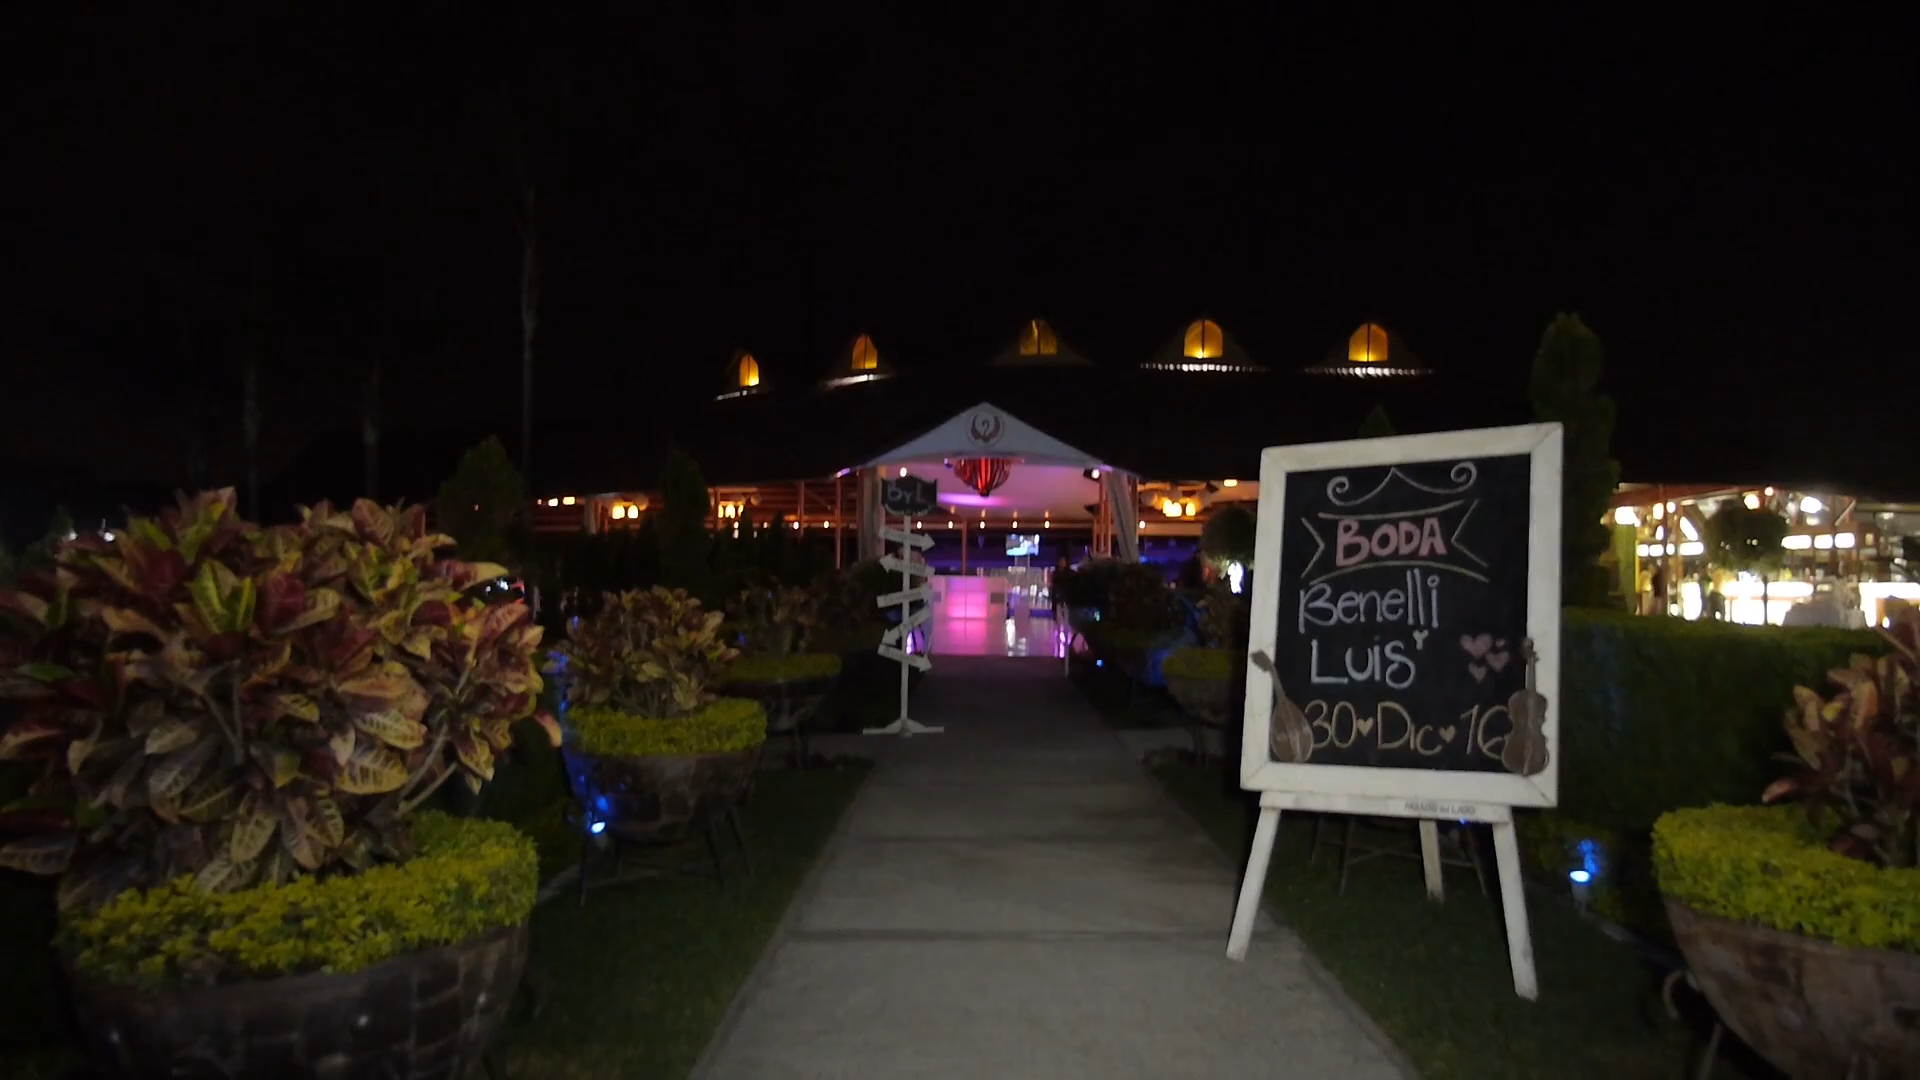 B y L
BODA
Benelli
y
Luis
30 Dic 16